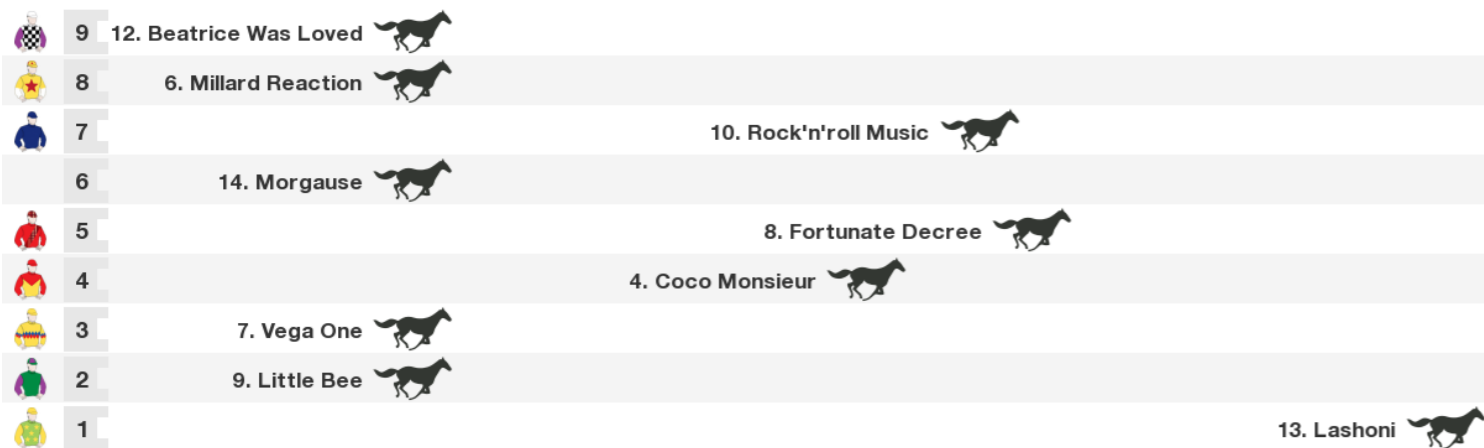 9 12. Beatrice Was Loved
8 6. Millard Reaction
7 10. Rock'n'roll Music
6 14. Morgause
5 8. Fortunate Decree
4 4. Coco Monsieur
3 7. Vega One
2 9. Little Bee
1 13. Lashoni